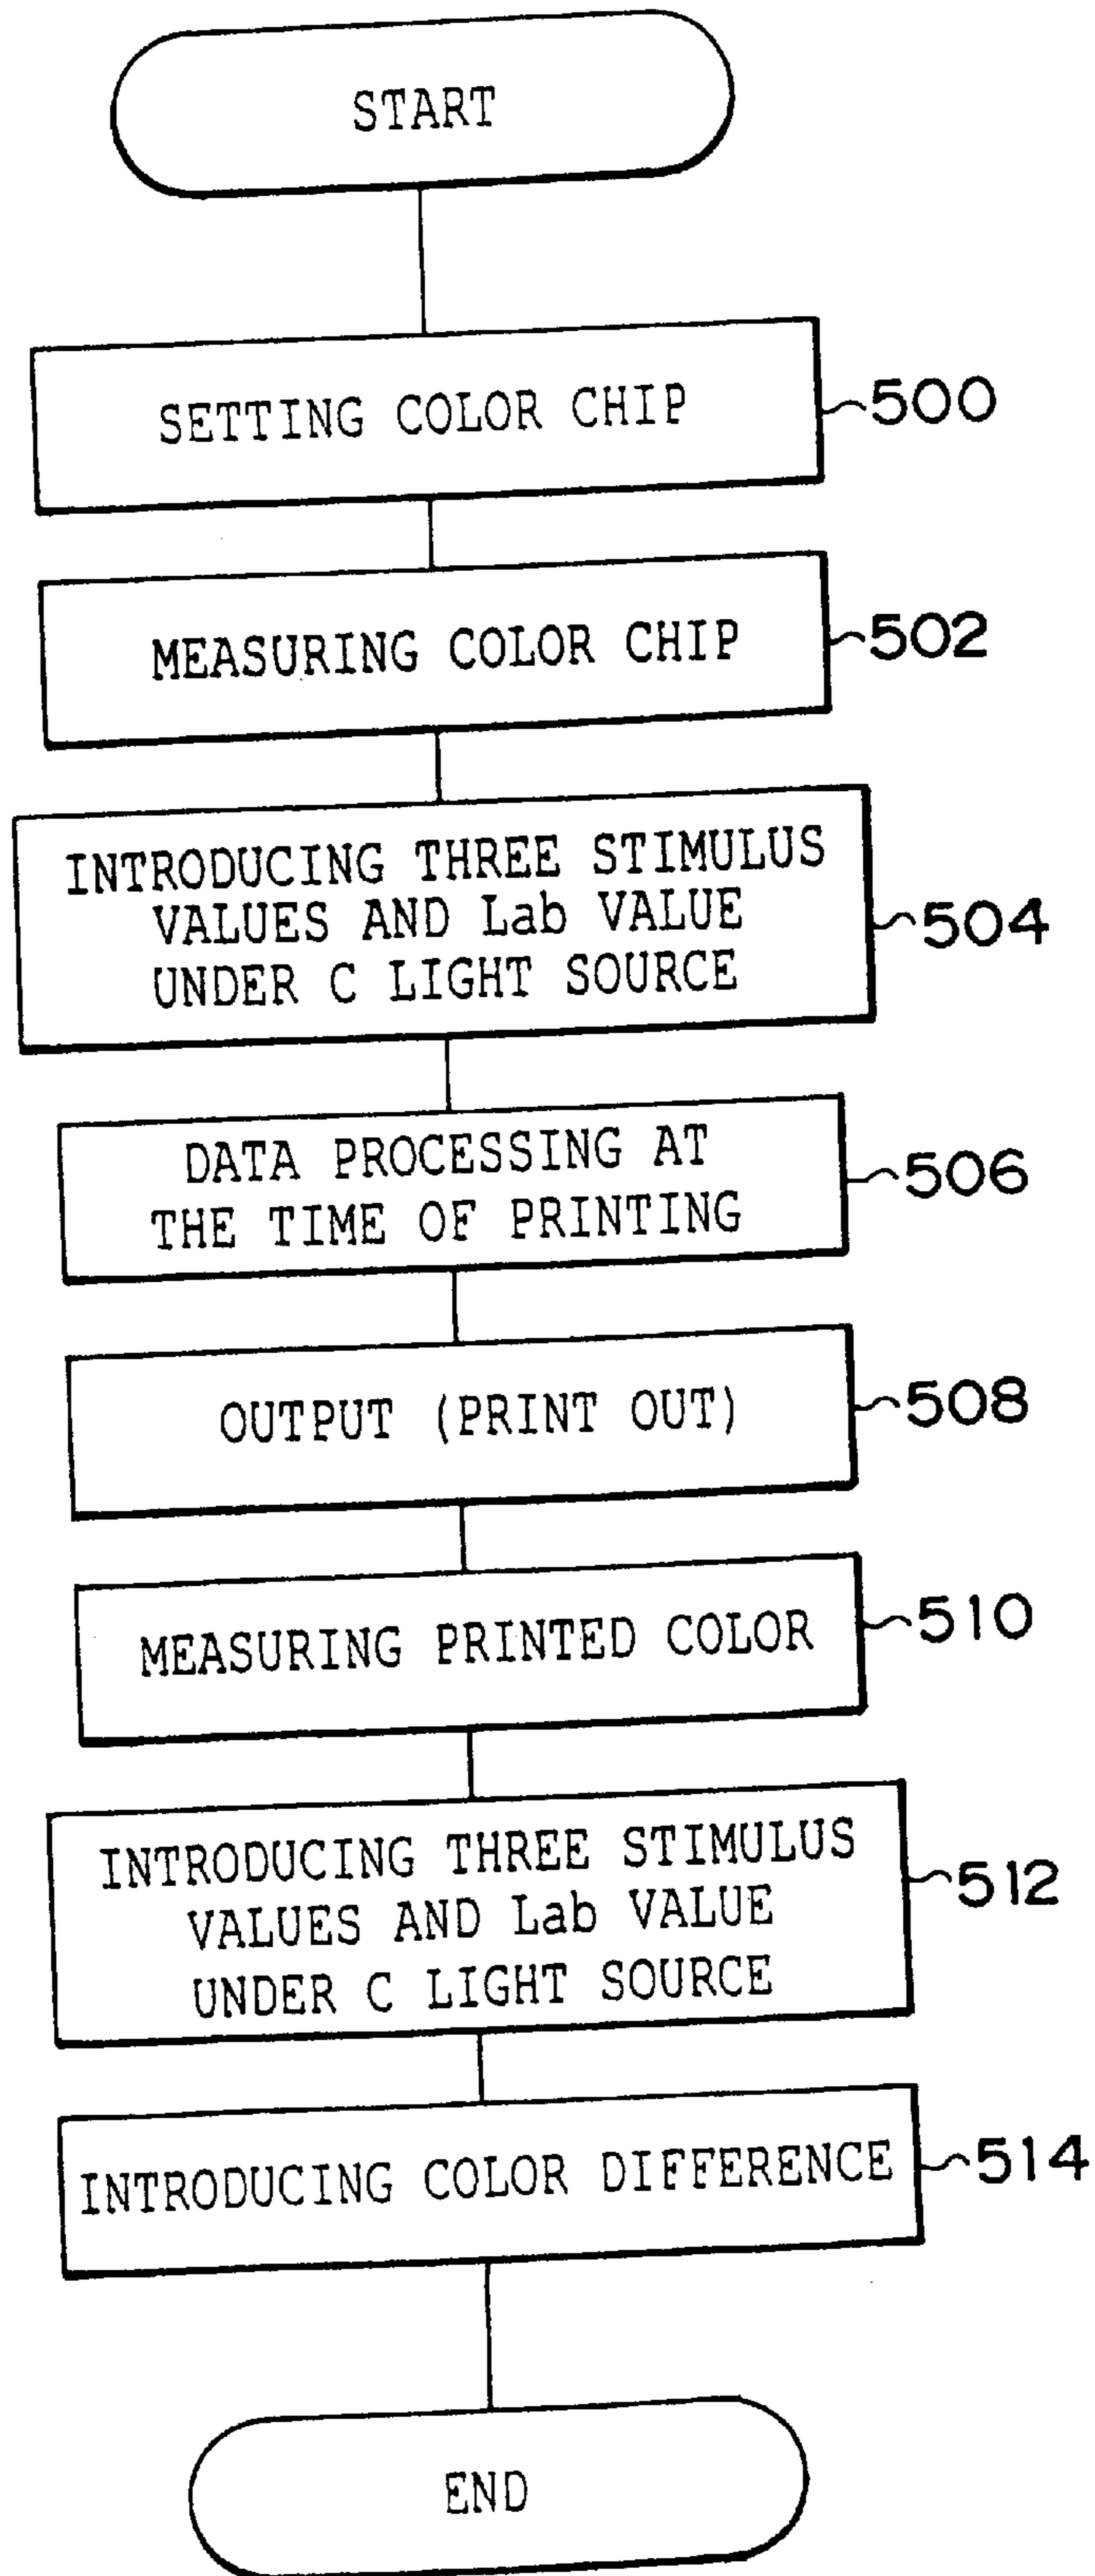 START
SETTING COLOR CHIP
500
MEASURING COLOR CHIP
502
INTRODUCING THREE STIMULUS
VALUES AND Lab VALUE
UNDER C LIGHT SOURCE
504
DATA PROCESSING AT
THE TIME OF PRINTING
506
OUTPUT (PRINT OUT)
508
MEASURING PRINTED COLOR
510
INTRODUCING THREE STIMULUS
VALUES AND Lab VALUE
UNDER C LIGHT SOURCE
512
INTRODUCING COLOR DIFFERENCE
514
END